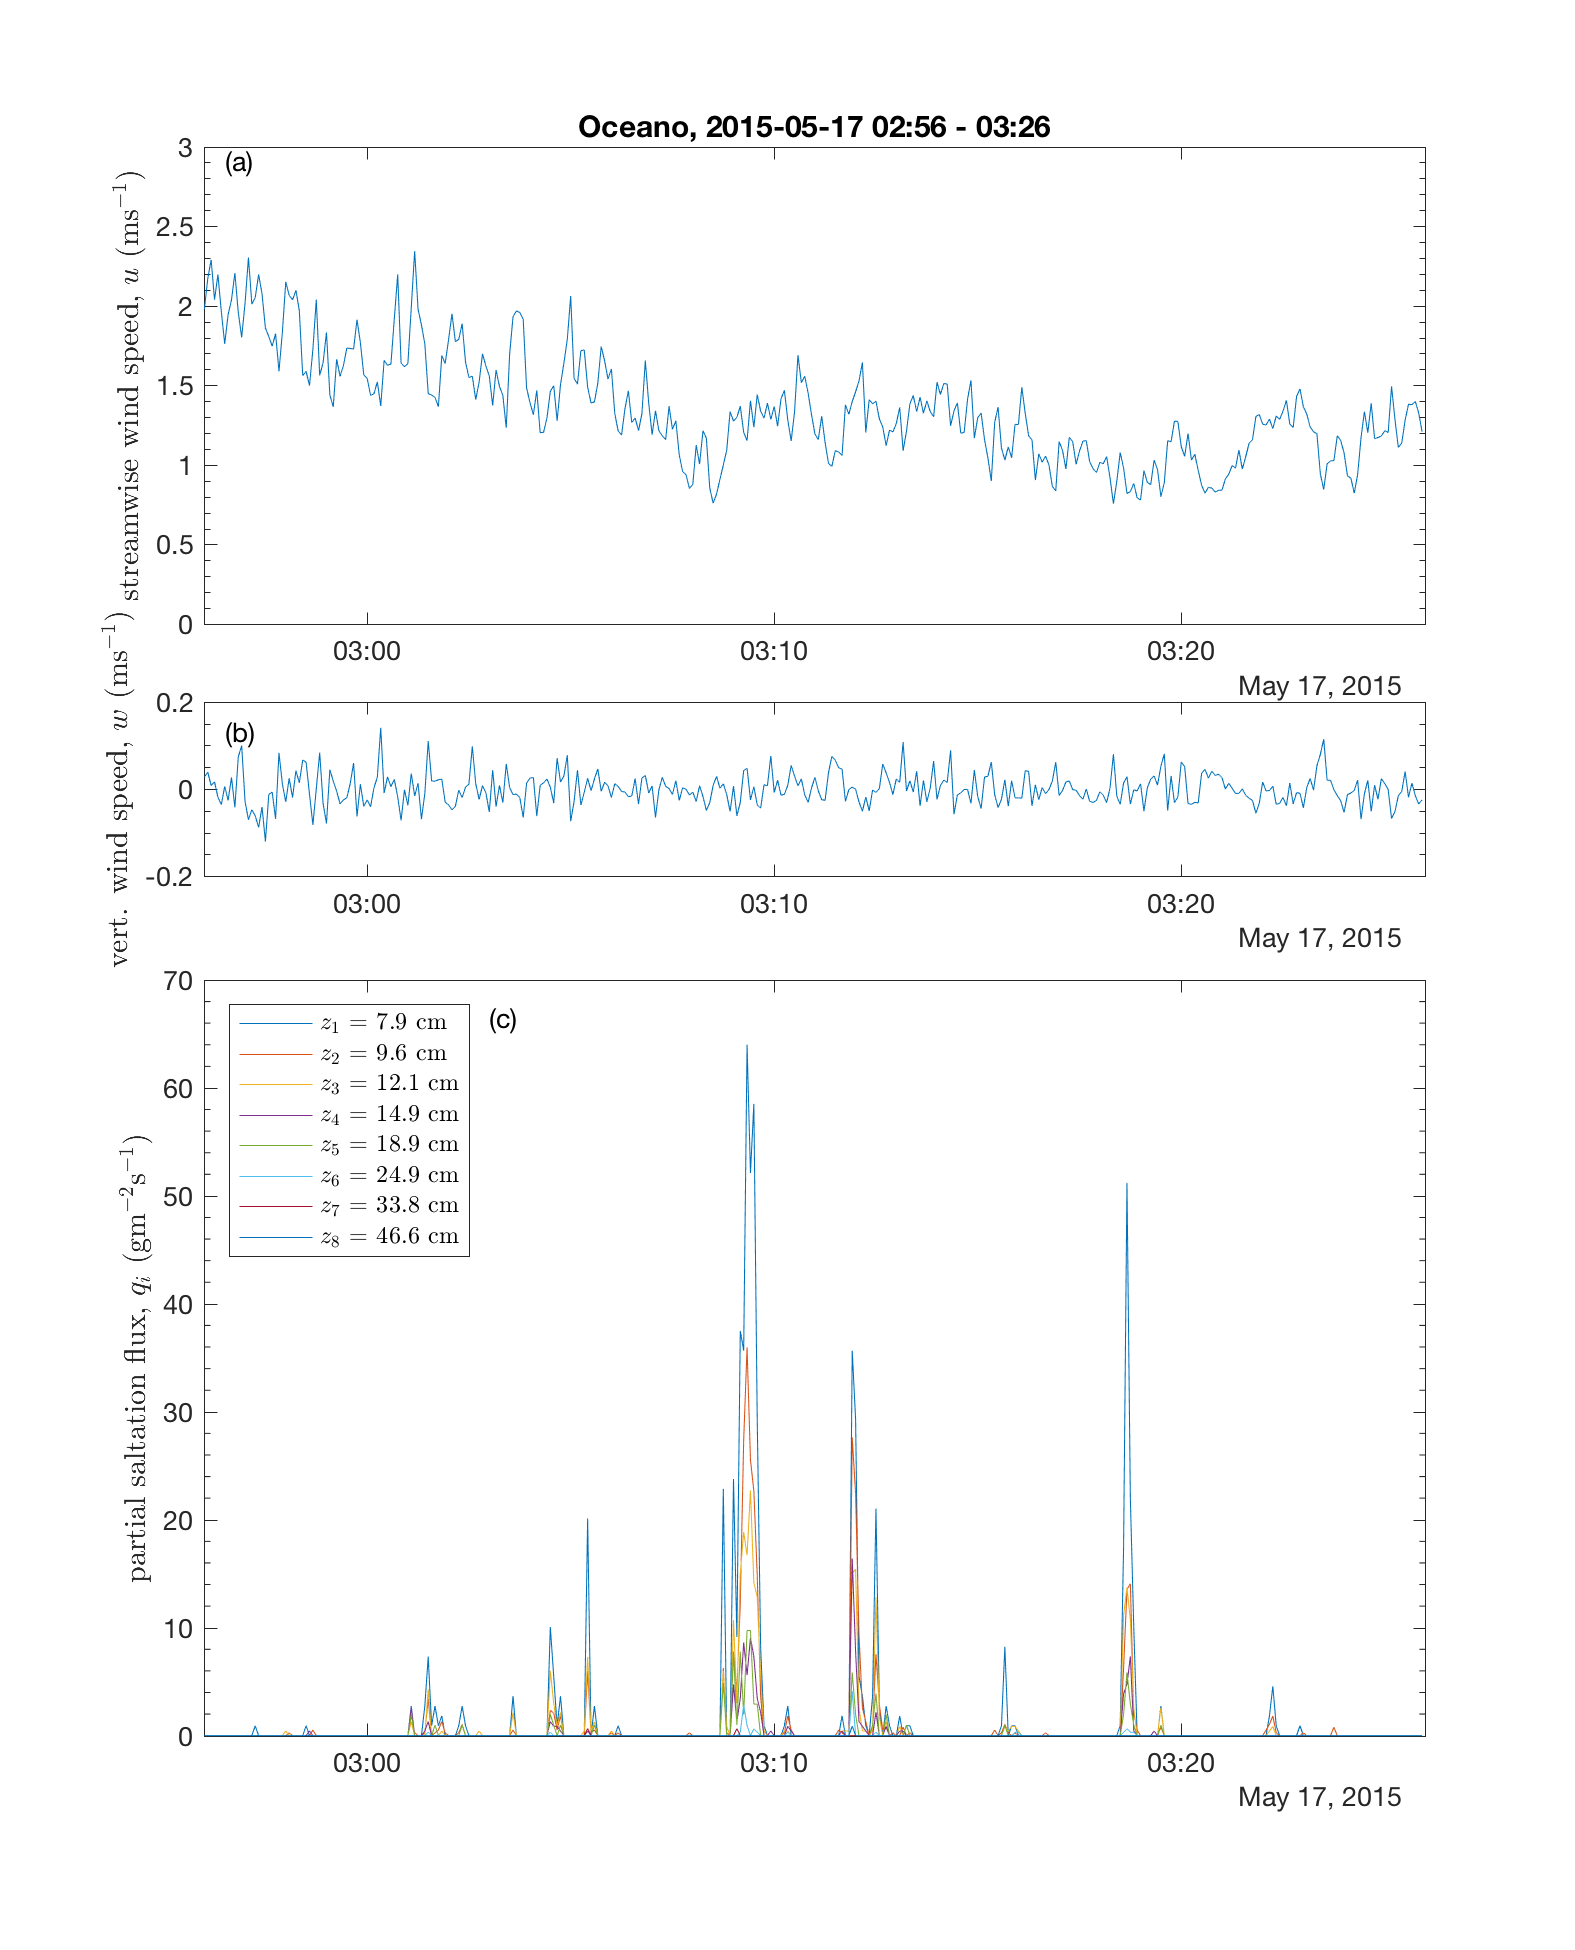 Oceano, 2015-05-17 02:56 - 03:26
(a)
streamwise wind speed, u (ms⁻¹)
3
2.5
2
1.5
1
0.5
0
03:00 03:10 03:20
May 17, 2015
(b)
vert. wind speed, w (ms⁻¹)
0.2
0
-0.2
03:00 03:10 03:20
May 17, 2015
(c)
partial saltation flux, qᵢ (gm⁻²s⁻¹)
70
60
50
40
30
20
10
0
z₁ = 7.9 cm
z₂ = 9.6 cm
z₃ = 12.1 cm
z₄ = 14.9 cm
z₅ = 18.9 cm
z₆ = 24.9 cm
z₇ = 33.8 cm
z₈ = 46.6 cm
03:00 03:10 03:20
May 17, 2015